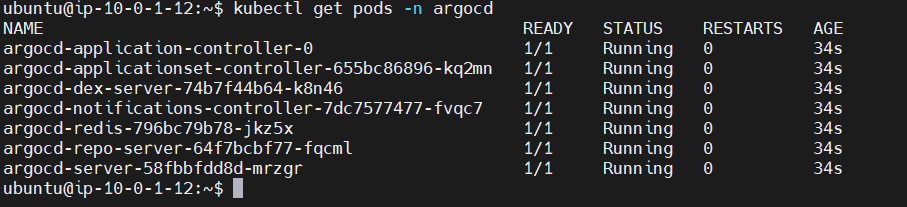 ubuntu@ip-10-0-1-12:~$ kubectl get pods -n argocd
NAME READY STATUS RESTARTS AGE
argocd-application-controller-0 1/1 Running 0 34s
argocd-applicationset-controller-655bc86896-kq2mn 1/1 Running 0 34s
argocd-dex-server-74b7f44b64-k8n46 1/1 Running 0 34s
argocd-notifications-controller-7dc7577477-fvqc7 1/1 Running 0 34s
argocd-redis-796bc79b78-jkz5x 1/1 Running 0 34s
argocd-repo-server-64f7bcbf77-fqcml 1/1 Running 0 34s
argocd-server-58fbbfdd8d-mrzgr 1/1 Running 0 34s
ubuntu@ip-10-0-1-12:~$